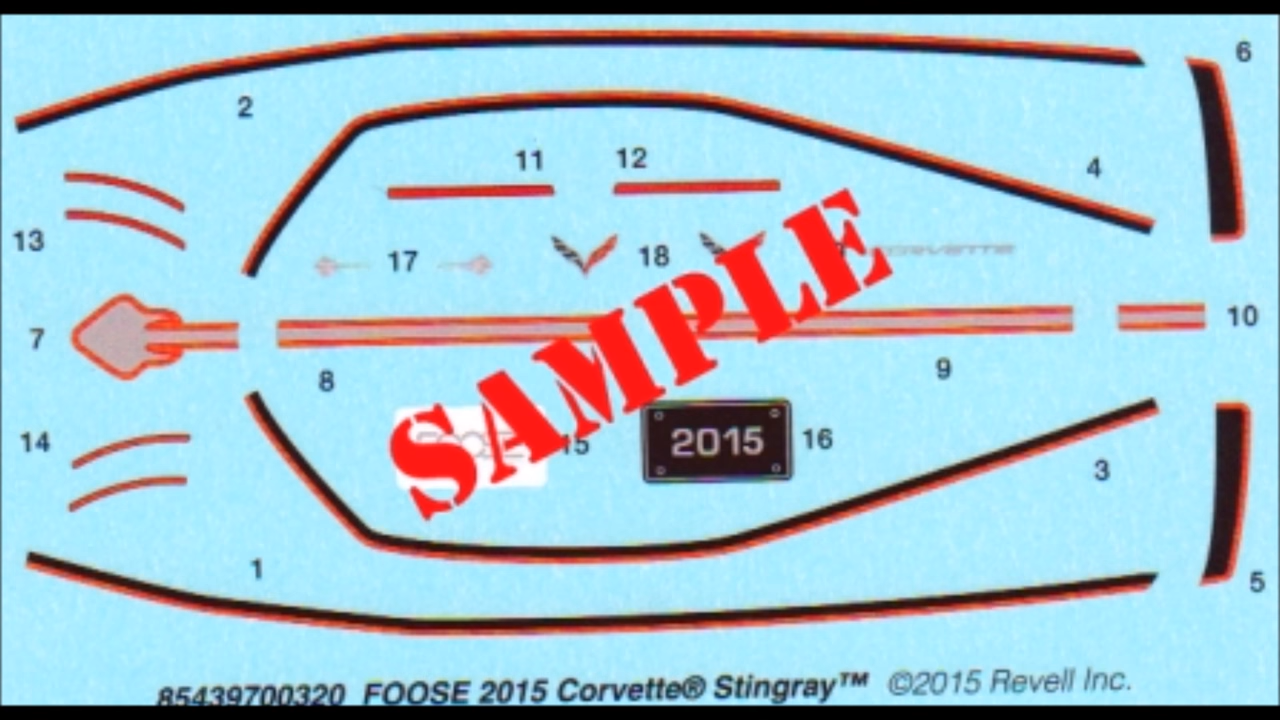 6
2
11 12
4
13
17 18 CORVETTE
7 10
8 9
SAMPLE
14 15 2015 16
3
1
5
85439700320 FOOSE 2015 Corvette® Stingray™ ©2015 Revell Inc.